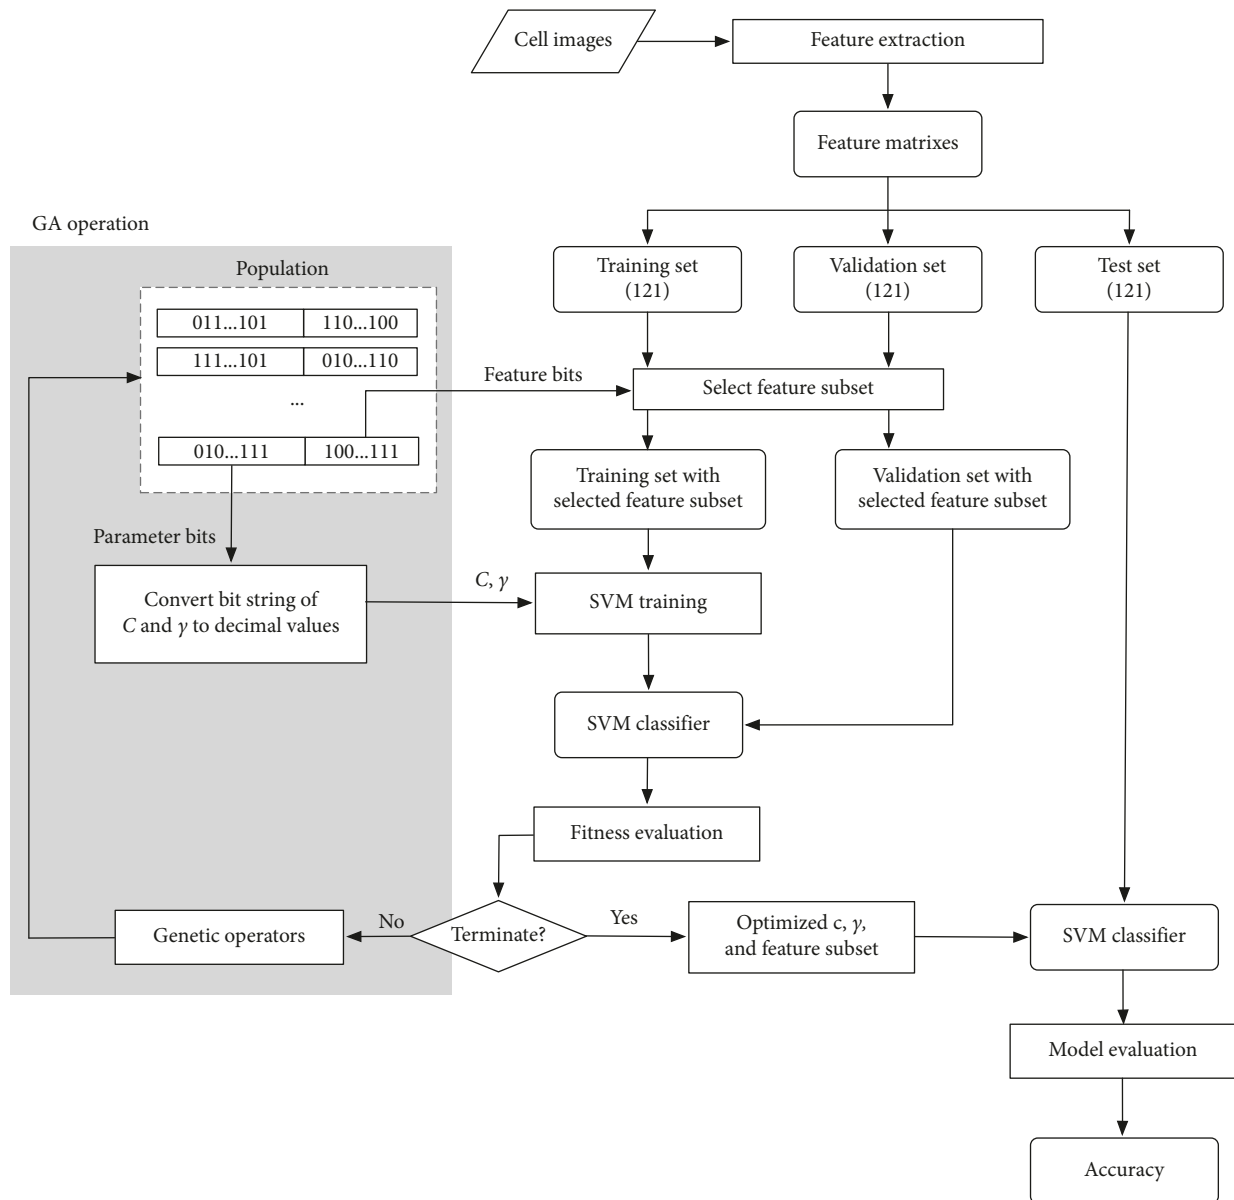 Cell images
Feature extraction
Feature matrixes
GA operation
Training set
(121)
Validation set
(121)
Test set
(121)
Population
011...101 110...100
111...101 010...110
...
010...111 100...111
Feature bits
Select feature subset
Training set with
selected feature subset
Validation set with
selected feature subset
Parameter bits
Convert bit string of
C and γ to decimal values
C, γ
SVM training
SVM classifier
Fitness evaluation
Terminate?
No
Yes
Genetic operators
Optimized c, γ,
and feature subset
SVM classifier
Model evaluation
Accuracy